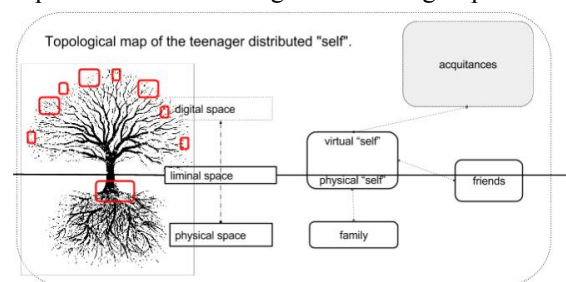 Topological map of the teenager distributed "self".
acquitances
digital space
virtual "self"
liminal space
physical "self"
friends
physical space
family